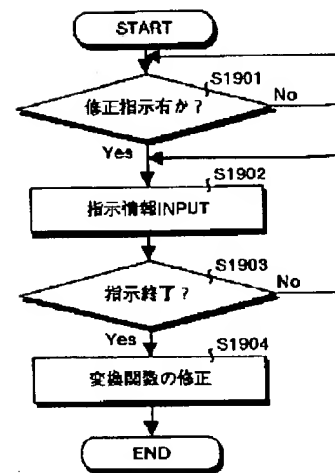 START
S1901
修正指示有か?
No
Yes
S1902
指示情報INPUT
S1903
指示終了?
No
Yes
S1904
変換関数の修正
END